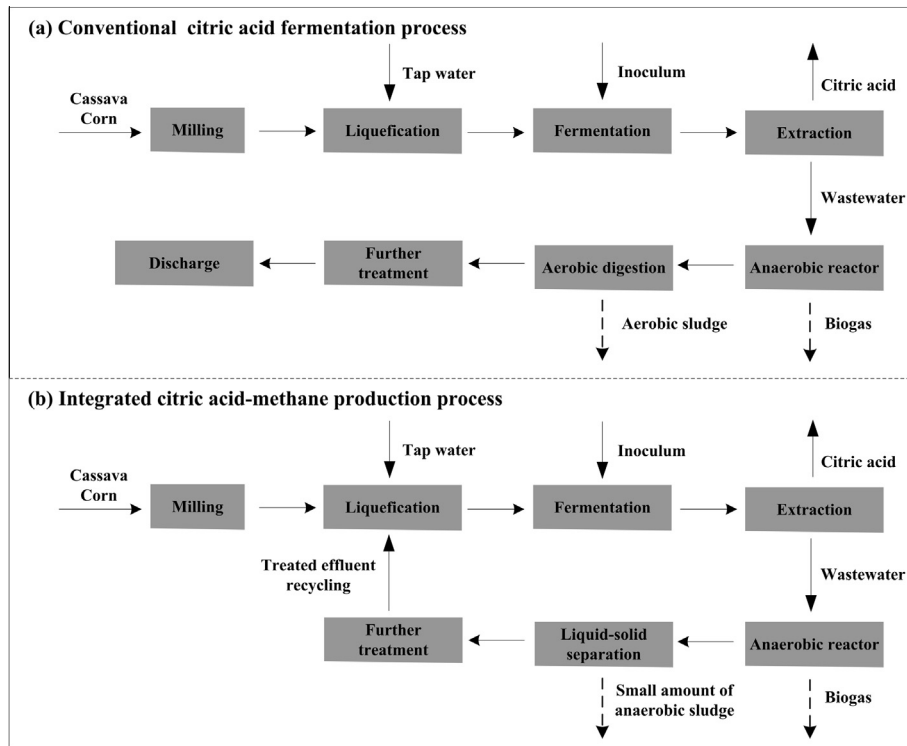 (a) Conventional citric acid fermentation process
Tap water
Inoculum
Citric acid
Cassava
Corn
Milling
Liquefication
Fermentation
Extraction
Wastewater
Discharge
Further
treatment
Aerobic digestion
Anaerobic reactor
Aerobic sludge
Biogas
(b) Integrated citric acid-methane production process
Tap water
Inoculum
Citric acid
Cassava
Corn
Milling
Liquefication
Fermentation
Extraction
Treated effluent
recycling
Wastewater
Further
treatment
Liquid-solid
separation
Anaerobic reactor
Small amount of
anaerobic sludge
Biogas